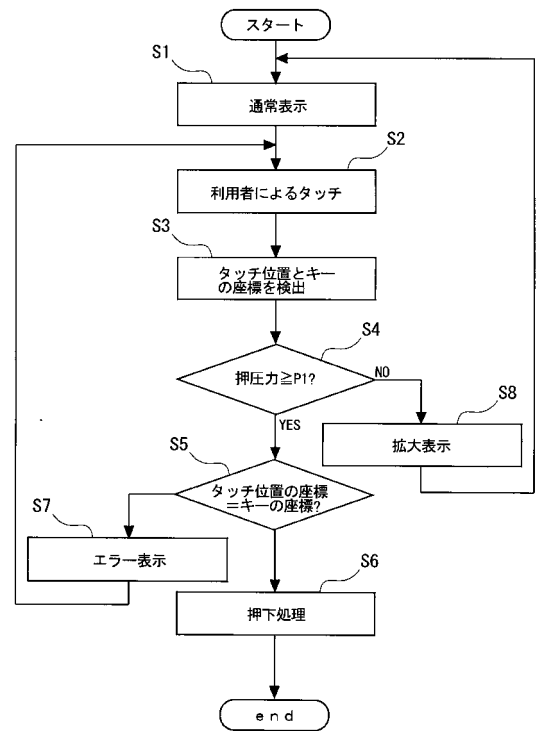 スタート
S1
通常表示
S2
利用者によるタッチ
S3
タッチ位置とキー
の座標を検出
S4
押圧力≧P1?
NO
YES
S8
拡大表示
S5
タッチ位置の座標
=キーの座標?
S7
エラー表示
S6
押下処理
end